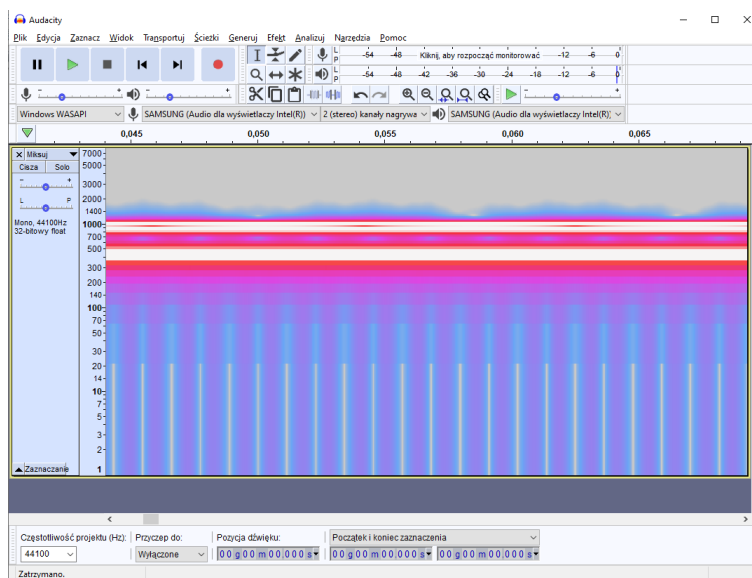 Audacity
Plik Edycja Zaznacz Widok Transportuj Ścieżki Generuj Efekt Analizuj Narzędzia Pomoc
L P -54 -48 Kliknij, aby rozpocząć monitorować -12 -6 0
L P -54 -48 -42 -36 -30 -24 -18 -12 -6 0
Windows WASAPI SAMSUNG (Audio dla wyświetlaczy Intel(R)) 2 (stereo) kanały nagrywa SAMSUNG (Audio dla wyświetlaczy Intel(R))
0,045 0,050 0,055 0,060 0,065
Miksuj
Cisza Solo
- +
L P
Mono, 44100Hz
32-bitowy float
Zaznaczanie
7000
5000
3000
2000
1400
1000
700
500
300
200
140
100
70
50
30
20
14
10
7
5
3
2
1
Częstotliwość projektu (Hz): Przyczep do: Pozycja dźwięku: Początek i koniec zaznaczenia
44100 Wyłączone 00 g 00 m 00,000 s 00 g 00 m 00,000 s 00 g 00 m 00,000 s
Zatrzymano.